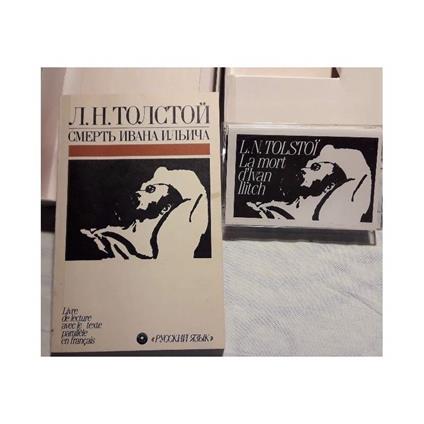 Л.Н.ТОЛСТОЙ
СМЕРТЬ ИВАНА ИЛЬИЧА
Livre
de lecture
avec le texte
parallèle
en français
«РУССКИЙ ЯЗЫК»
L.N.TOLSTOÏ
La mort
d'Ivan
Ilitch